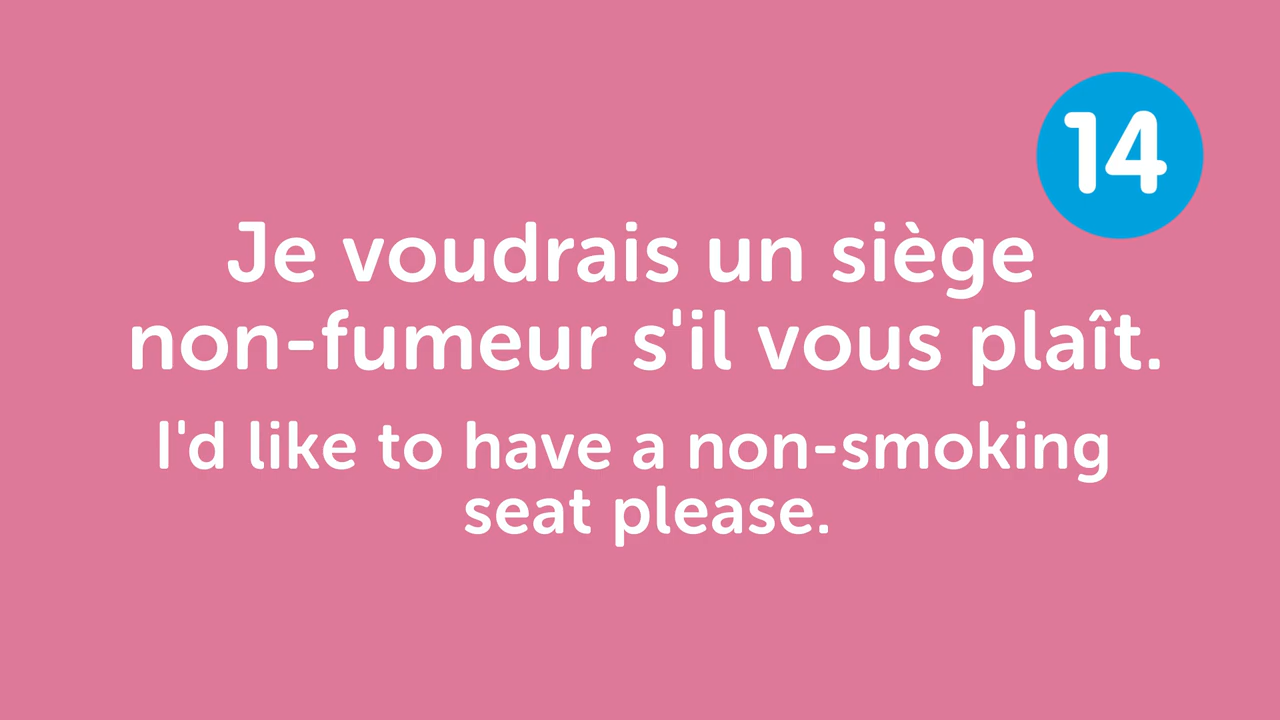 14
Je voudrais un siège
non-fumeur s'il vous plaît.
I'd like to have a non-smoking
seat please.